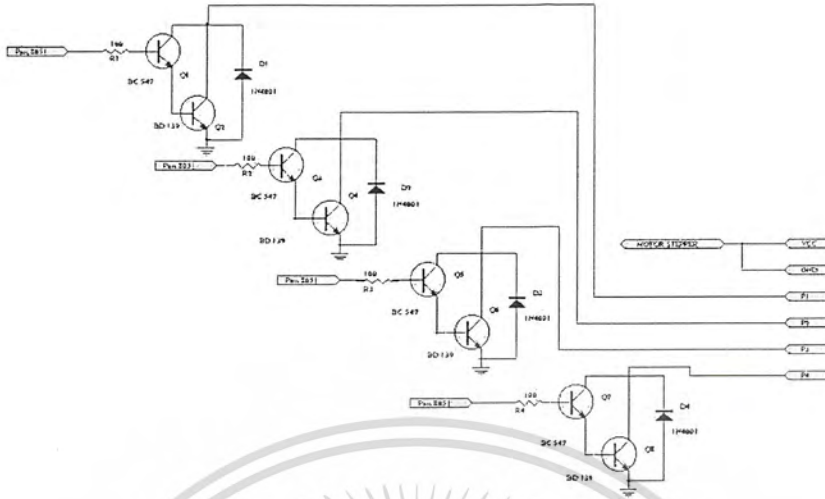 100
R1
Q1
D1
BC 547
1N4001
BD 139
Q2
100
R2
Q3
Q4
D3
BC 547
1N4001
BD 139
MOTOR STEPPER
VCC
GND
100
R3
Q5
D2
BC 547
Q6
1N4001
BD 139
P1
P2
P3
P4
100
R4
Q7
D4
BC 547
Q8
1N4001
BD 139